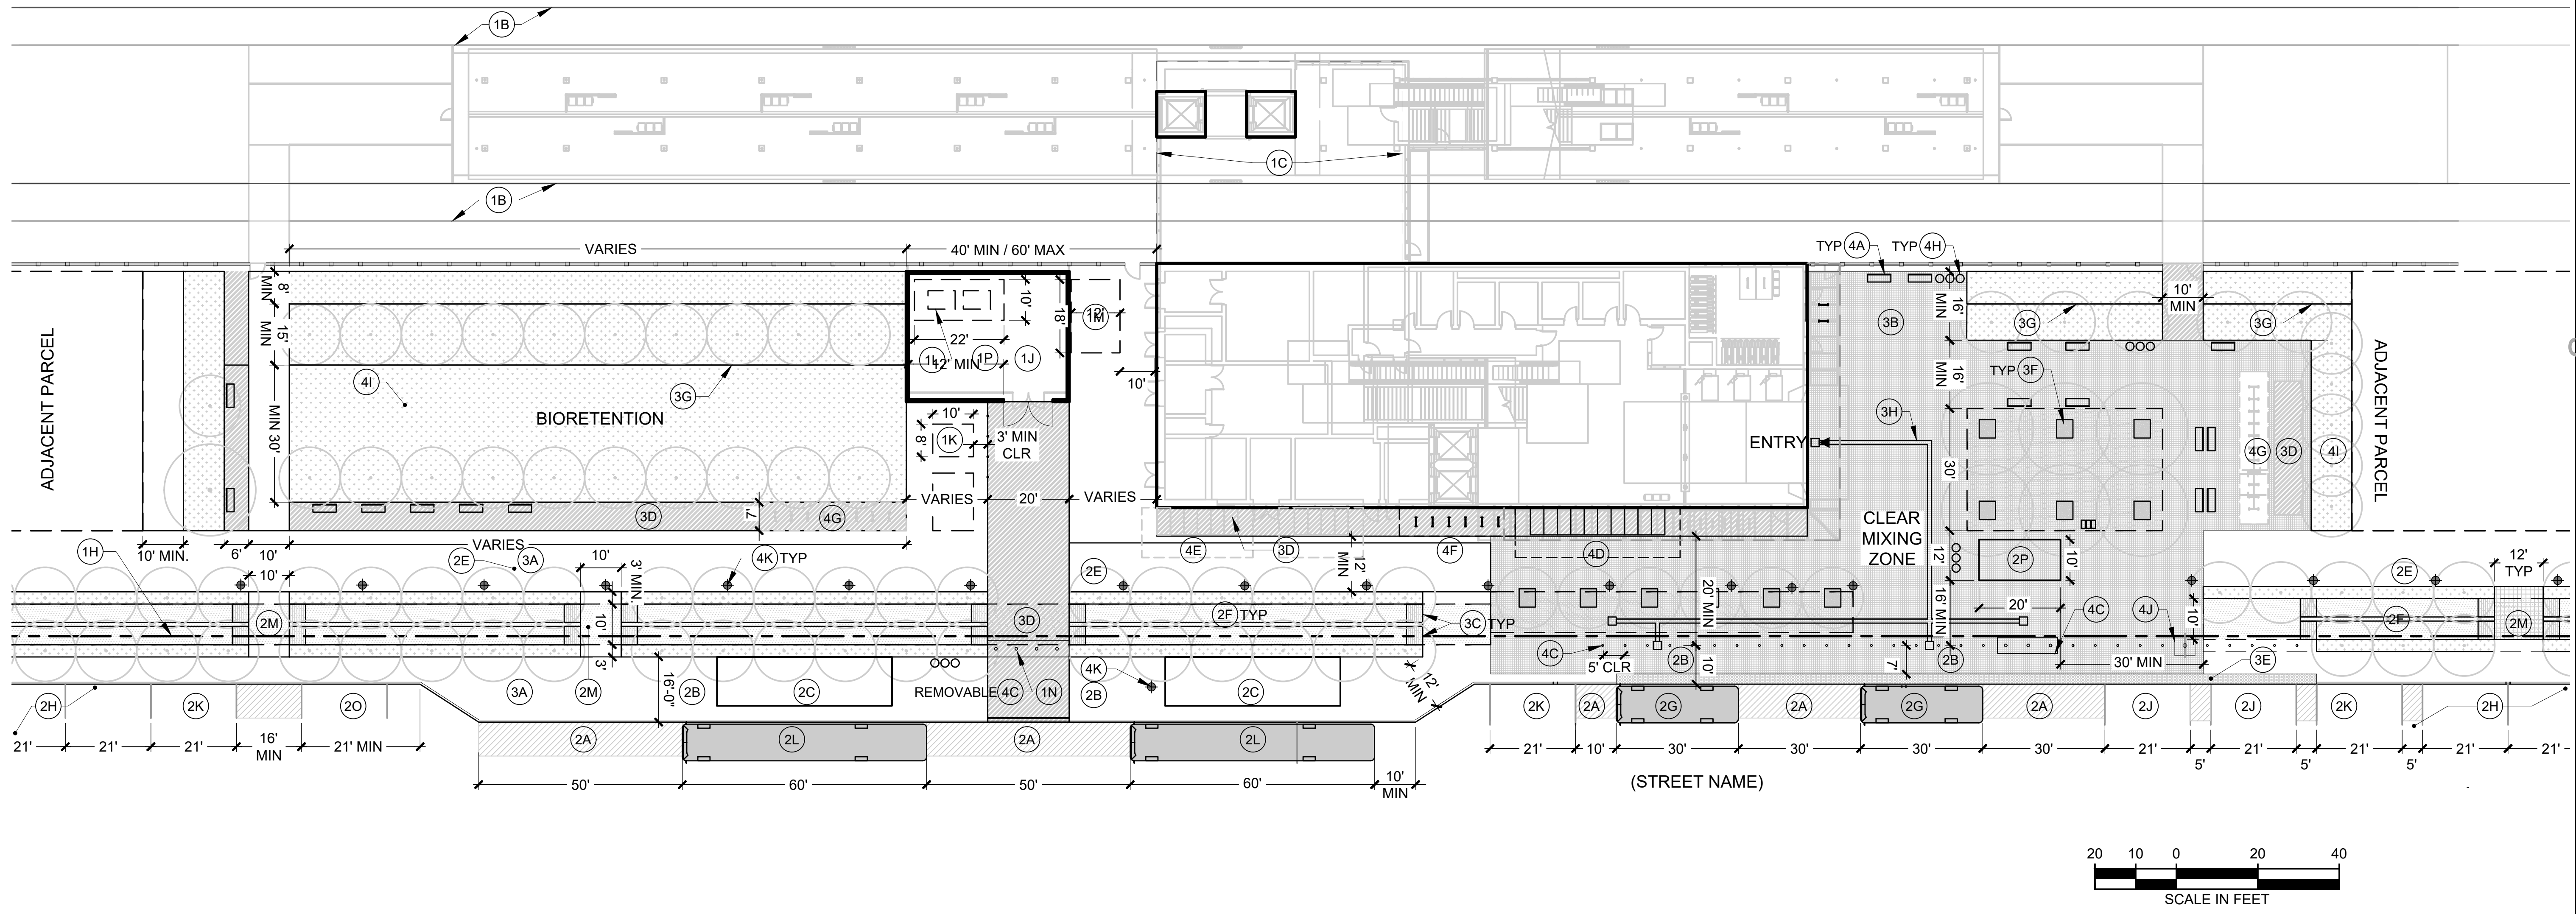 1B
1B
1C
VARIES
40' MIN / 60' MAX
TYP 4A
TYP 4H
8'
MIN
15'
MIN
MIN 30'
10'
18'
12'
1M
22'
1L
1P
1J
12' MIN
10'
16'
MIN
3B
3G
10'
MIN
3G
16'
MIN
TYP 3F
ADJACENT PARCEL
4I
BIORETENTION
3G
10'
8'
1K
3' MIN
CLR
ENTRY
3H
30'
4G
3D
4I
ADJACENT PARCEL
VARIES
20'
VARIES
7'
3D
4G
CLEAR
MIXING
ZONE
12'
2P
10'
20'
16' MIN
10' MIN.
6'
10'
VARIES
10'
3' MIN.
4E
3D
4F
4D
12'
MIN
20' MIN
1H
10'
2E
3A
4K TYP
2E
2E
12'
TYP
2M
10'
3'
2F TYP
3D
3C TYP
4C
4J
10'
2F
2M
4C
5' CLR
2B
10'
7'
2B
30' MIN
3E
2H
2K
2O
3A
2M
16'-0"
2B
2C
REMOVABLE
4C
1N
4K
2B
2C
12'
MIN
2K
2A
2G
2A
2G
2A
2J
2J
2K
2H
21'
21'
21'
16'
MIN
21' MIN
2A
2L
2A
2L
21'
10'
30'
30'
30'
30'
21'
5'
21'
5'
21'
5'
21'
21'
50'
60'
50'
60'
10'
MIN
(STREET NAME)
20 10 0 20 40
SCALE IN FEET